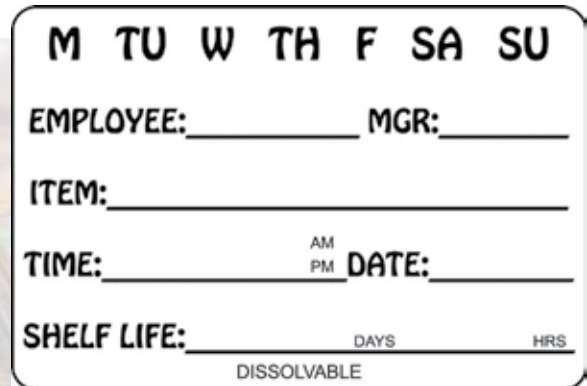 M TU W TH F SA SU
EMPLOYEE: MGR:
ITEM:
TIME: AM PM DATE:
SHELF LIFE: DAYS HRS
DISSOLVABLE